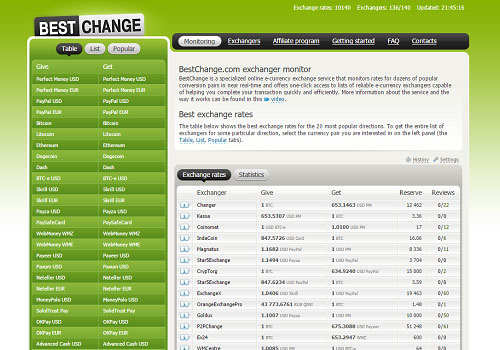 Exchange rates: 10140 Exchangers: 136/140 Updated: 21:45:16
BEST CHANGE
Monitoring Exchangers Affiliate program Getting started FAQ Contacts
Table List Popular
Give Get
Perfect Money USD Perfect Money USD
Perfect Money EUR Perfect Money EUR
PayPal USD PayPal USD
PayPal EUR PayPal EUR
Bitcoin Bitcoin
Litecoin Litecoin
Ethereum Ethereum
Dogecoin Dogecoin
Dash Dash
BTC-e USD BTC-e USD
Skrill USD Skrill USD
Skrill EUR Skrill EUR
Payza USD Payza USD
PaySafeCard PaySafeCard
WebMoney WMZ WebMoney WMZ
WebMoney WME WebMoney WME
Payeer USD Payeer USD
Paxum USD Paxum USD
Neteller USD Neteller USD
Neteller EUR Neteller EUR
MoneyPolo USD MoneyPolo USD
SolidTrust Pay SolidTrust Pay
OKPay USD OKPay USD
OKPay EUR OKPay EUR
Advanced Cash USD Advanced Cash USD
BestChange.com exchanger monitor
BestChange is a specialized online e-currency exchange service that monitors rates for dozens of popular
conversion pairs in near real-time and offers one-click access to lists of reliable e-currency exchangers capable
of helping you complete your transaction quickly and efficiently. More information about the service and the
way it works can be found in this video.
Best exchange rates
The table below shows the best exchange rates for the 20 most popular directions. To get the entire list of
exchangers for some particular direction, select the currency pair you are interested in on the left panel (the
Table, List, Popular tabs).
History Settings
Exchange rates Statistics
Exchanger Give Get Reserve Reviews
Changer 1 BTC 653.1463 USD PM 12 462 0/22
Kassa 653.5307 USD PM 1 BTC 3.36 0/8
Coinomat 1 USD BTC-e 1.0100 USD PM 17 0/12
IndaCoin 847.5726 USD Card 1 BTC 16.06 0/6
Magnatus 1.1682 USD PayPal 1 USD PM 8 336 0/11
StarSExchange 1.1494 USD Payza 1 USD PayPal 3 704 0/8
CrypTorg 1 BTC 634.9240 USD PayPal 15 000 0/2
StarSExchange 847.6234 USD PayPal 1 BTC 3.59 0/8
ExchangeX 1.0406 USD Skrill 1 USD PayPal 19 463 0/60
OrangeExchangePro 43 773.6761 RUB QIWI 1 BTC 1.48 0/1
Goldux 1.1007 USD Payeer 1 USD PM 10 000 0/50
P2PChange 1 BTC 675.3088 USD Payeer 51 248 0/61
Ex24 1 BTC 653.2947 WMZ 600 0/0
WMCentre 1.0085 USD PM 1 USD BTC-e 64 0/8